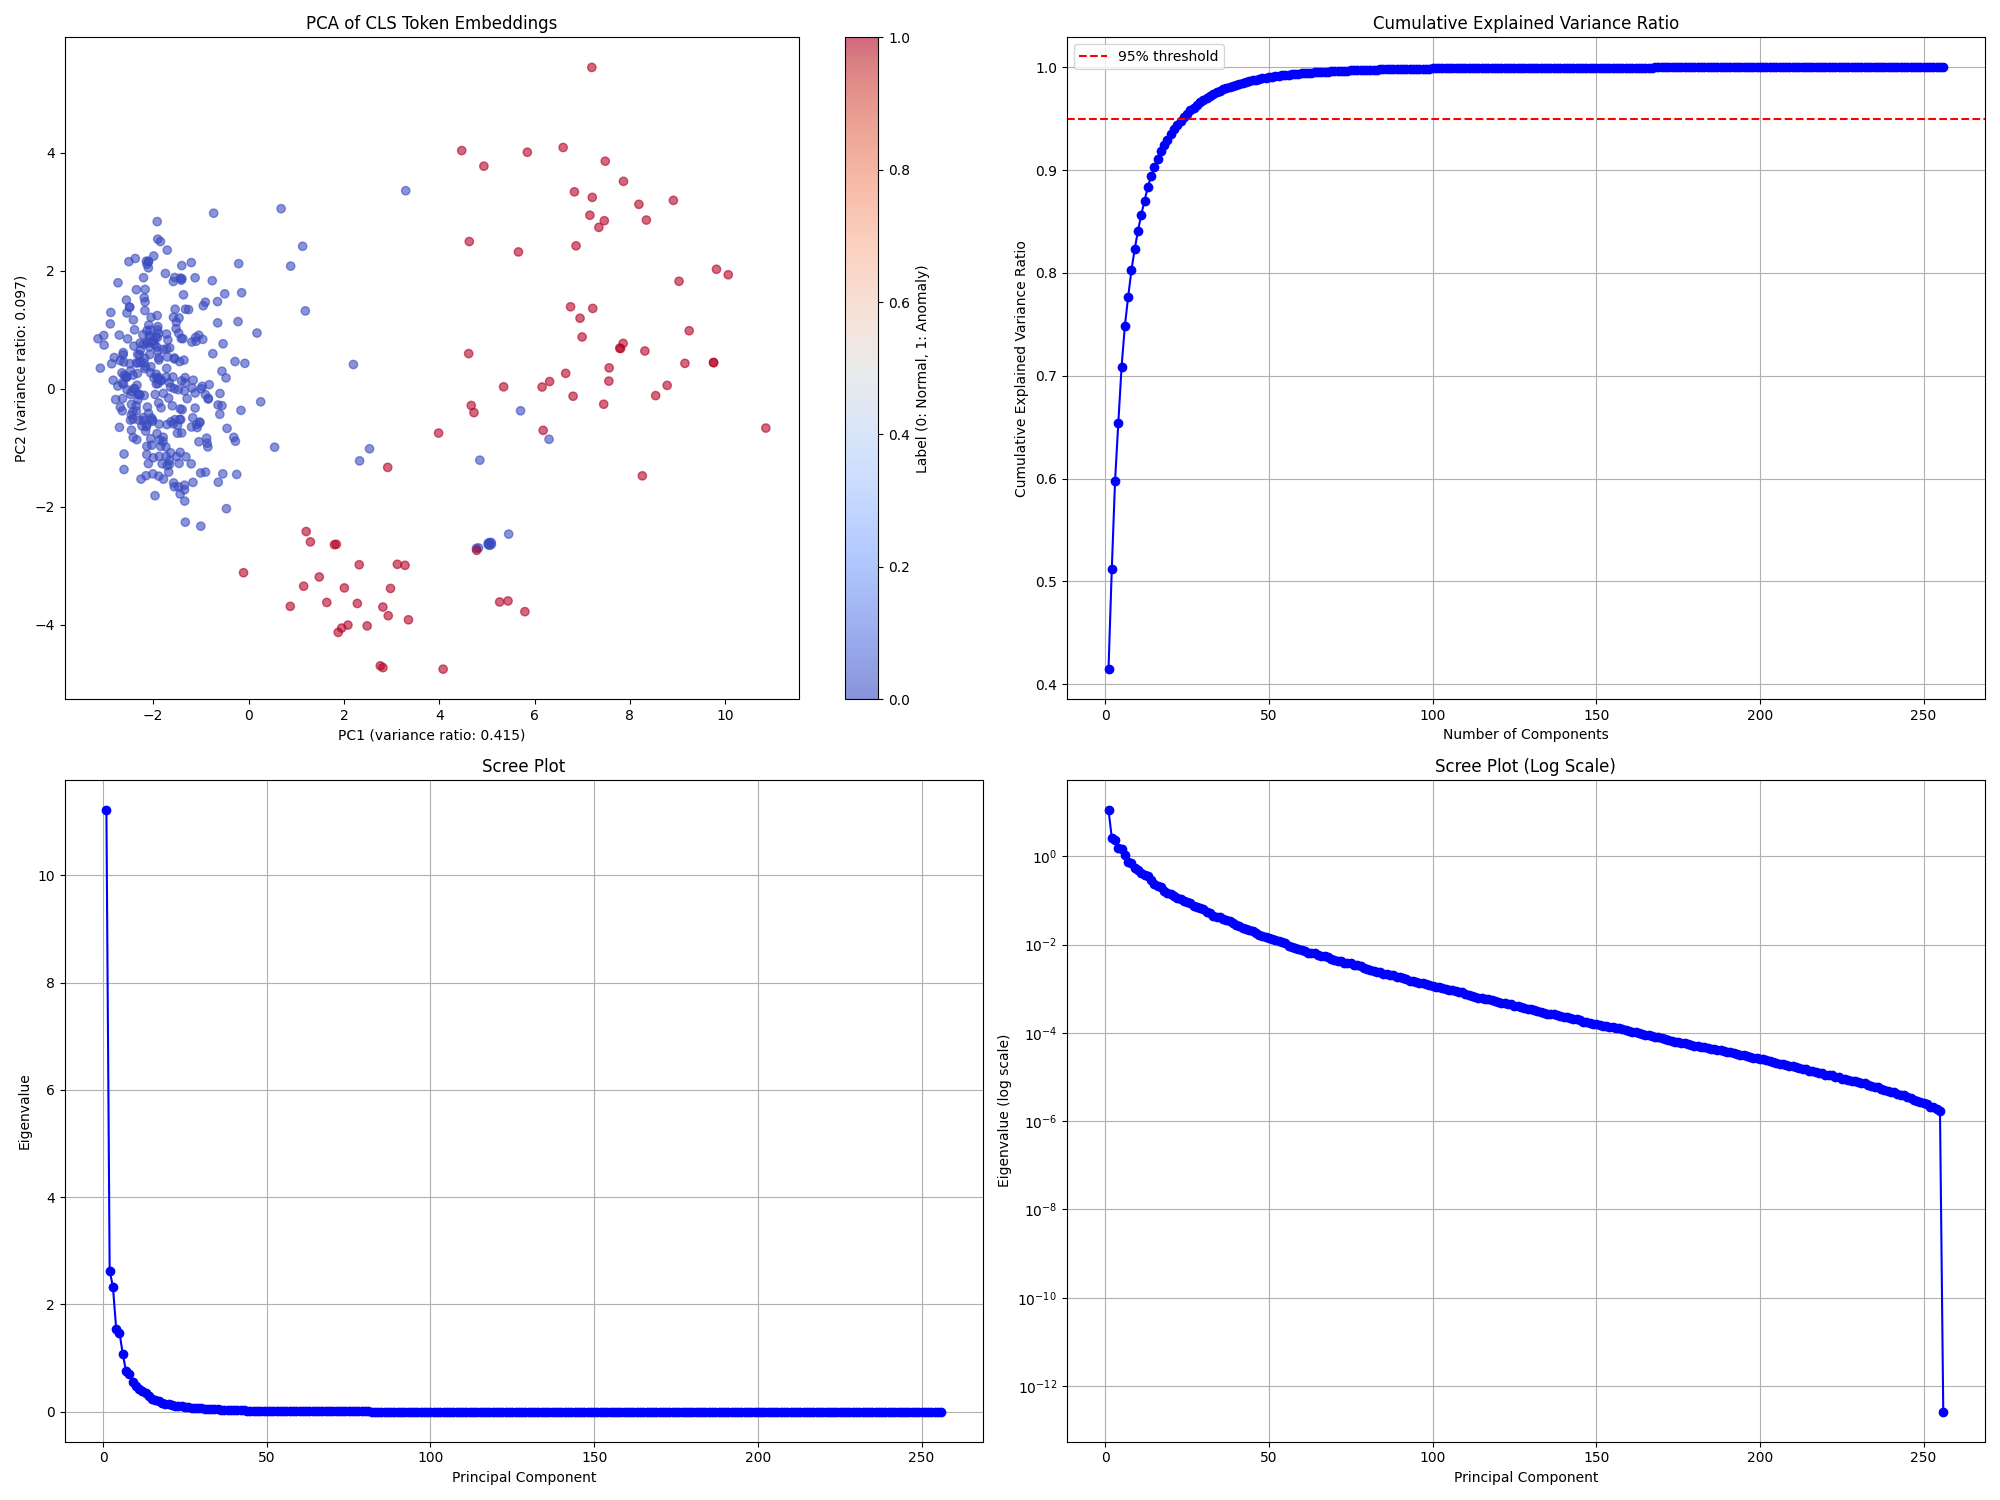 PCA of CLS Token Embeddings
4
2
0
−2
−4
PC2 (variance ratio: 0.097)
−2 0 2 4 6 8 10
PC1 (variance ratio: 0.415)
1.0
0.8
0.6
0.4
0.2
0.0
Label (0: Normal, 1: Anomaly)
Cumulative Explained Variance Ratio
95% threshold
1.0
0.9
0.8
0.7
0.6
0.5
0.4
Cumulative Explained Variance Ratio
0 50 100 150 200 250
Number of Components
Scree Plot
10
8
6
4
2
0
Eigenvalue
0 50 100 150 200 250
Principal Component
Scree Plot (Log Scale)
10⁰
10⁻²
10⁻⁴
10⁻⁶
10⁻⁸
10⁻¹⁰
10⁻¹²
Eigenvalue (log scale)
0 50 100 150 200 250
Principal Component